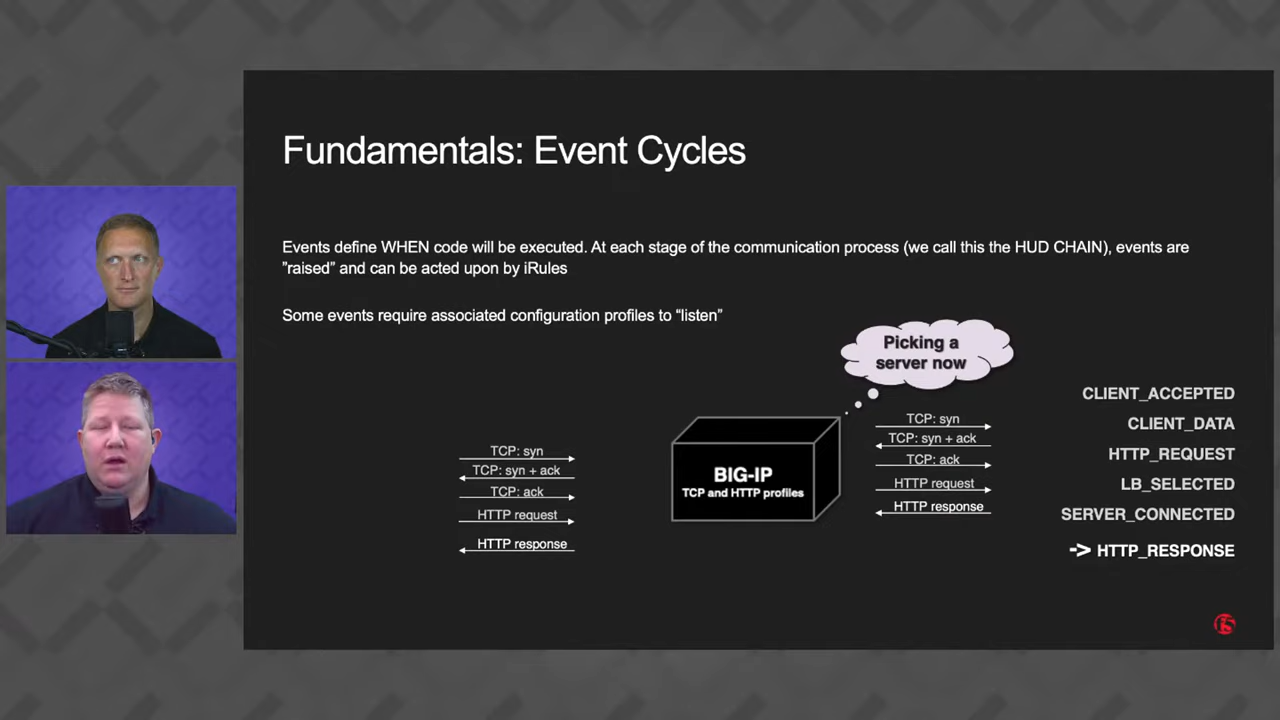 Fundamentals: Event Cycles
Events define WHEN code will be executed. At each stage of the communication process (we call this the HUD CHAIN), events are
”raised” and can be acted upon by iRules
Some events require associated configuration profiles to “listen”
Picking a
server now
TCP: syn
TCP: syn + ack
TCP: ack
HTTP request
HTTP response
BIG-IP
TCP and HTTP profiles
TCP: syn
TCP: syn + ack
TCP: ack
HTTP request
HTTP response
CLIENT_ACCEPTED
CLIENT_DATA
HTTP_REQUEST
LB_SELECTED
SERVER_CONNECTED
-> HTTP_RESPONSE
f5